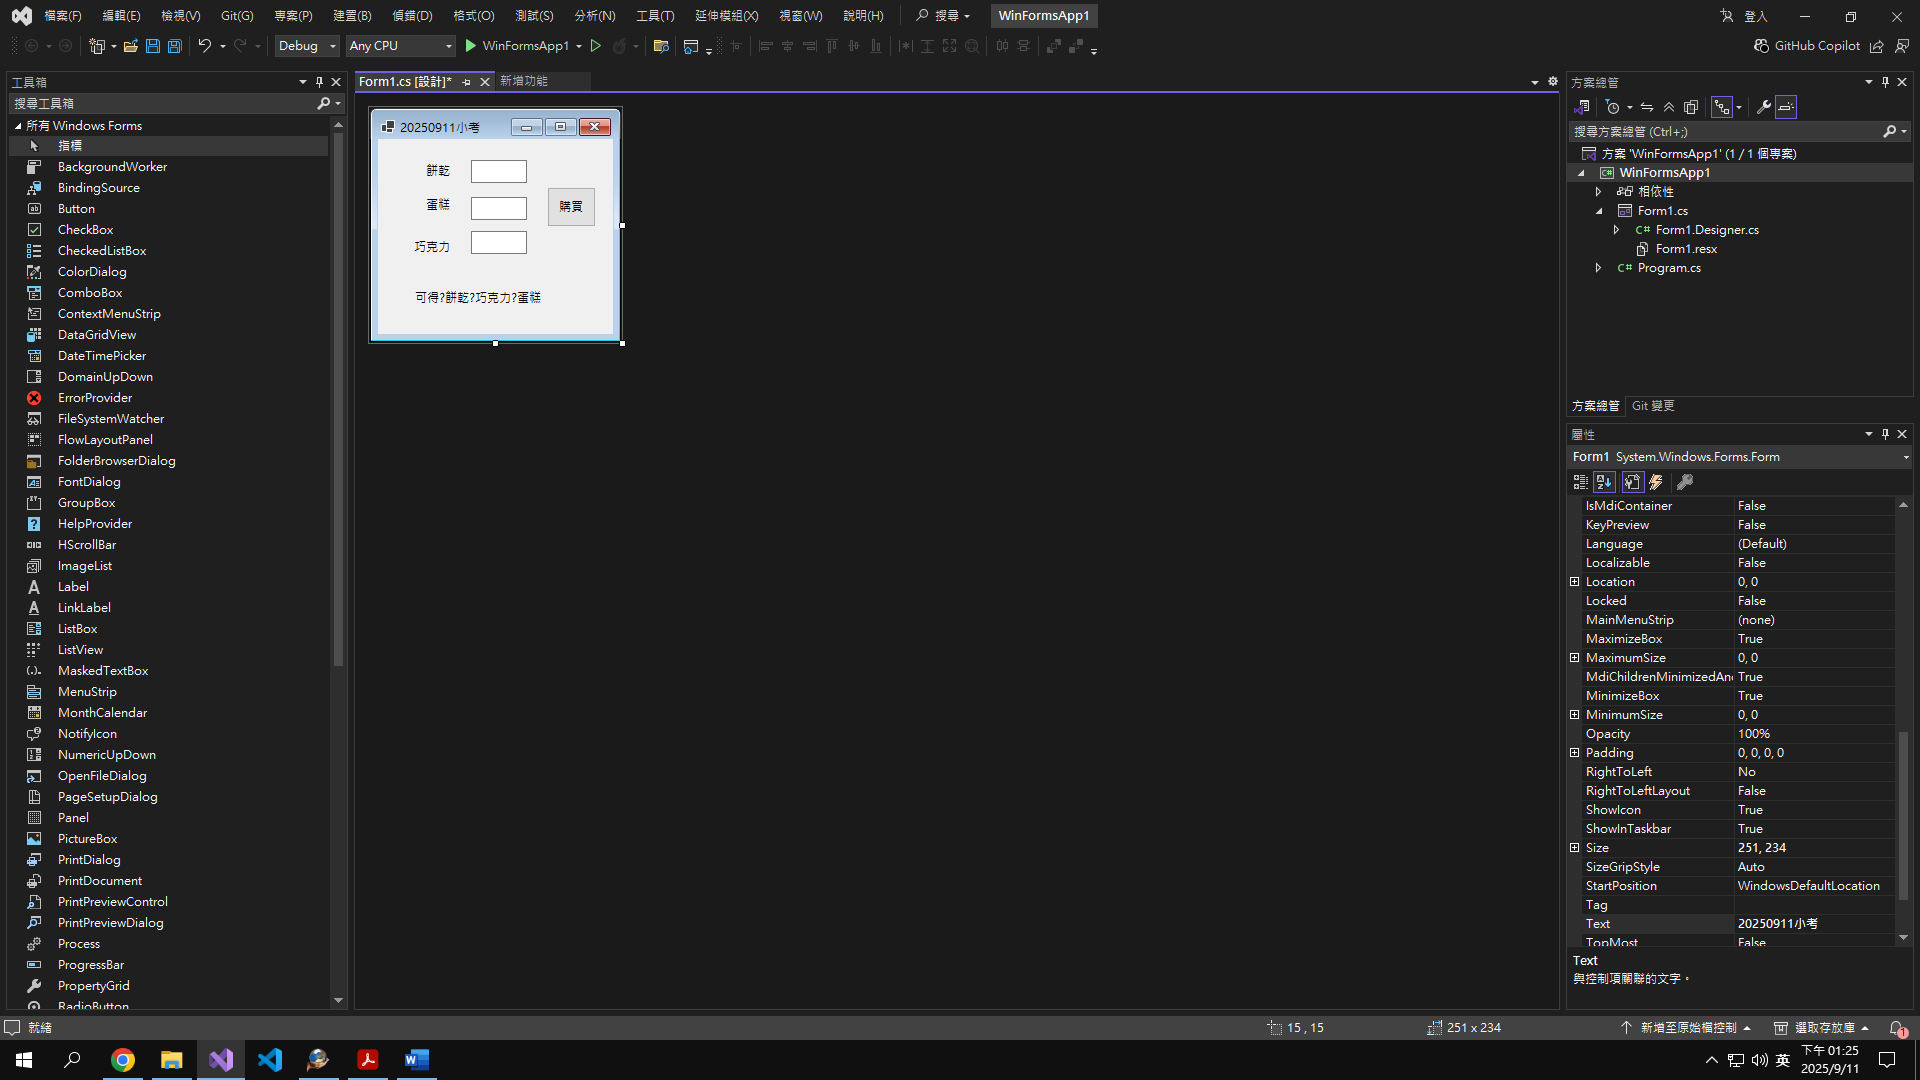 檔案(F) 編輯(E) 檢視(V) Git(G) 專案(P) 建置(B) 偵錯(D) 格式(O) 測試(S) 分析(N) 工具(T) 延伸模組(X) 視窗(W) 說明(H) 搜尋 WinFormsApp1 登入
Debug Any CPU WinFormsApp1 GitHub Copilot
工具箱
搜尋工具箱
所有 Windows Forms
指標
BackgroundWorker
BindingSource
Button
CheckBox
CheckedListBox
ColorDialog
ComboBox
ContextMenuStrip
DataGridView
DateTimePicker
DomainUpDown
ErrorProvider
FileSystemWatcher
FlowLayoutPanel
FolderBrowserDialog
FontDialog
GroupBox
HelpProvider
HScrollBar
ImageList
Label
LinkLabel
ListBox
ListView
MaskedTextBox
MenuStrip
MonthCalendar
NotifyIcon
NumericUpDown
OpenFileDialog
PageSetupDialog
Panel
PictureBox
PrintDialog
PrintDocument
PrintPreviewControl
PrintPreviewDialog
Process
ProgressBar
PropertyGrid
RadioButton
Form1.cs [設計]* 新增功能
20250911小考
餅乾
蛋糕
購買
巧克力
可得?餅乾?巧克力?蛋糕
方案總管
搜尋方案總管 (Ctrl+;)
方案 'WinFormsApp1' (1 / 1 個專案)
WinFormsApp1
相依性
Form1.cs
C# Form1.Designer.cs
Form1.resx
C# Program.cs
方案總管 Git 變更
屬性
Form1 System.Windows.Forms.Form
IsMdiContainer False
KeyPreview False
Language (Default)
Localizable False
Location 0, 0
Locked False
MainMenuStrip (none)
MaximizeBox True
MaximumSize 0, 0
MdiChildrenMinimizedAn True
MinimizeBox True
MinimumSize 0, 0
Opacity 100%
Padding 0, 0, 0, 0
RightToLeft No
RightToLeftLayout False
ShowIcon True
ShowInTaskbar True
Size 251, 234
SizeGripStyle Auto
StartPosition WindowsDefaultLocation
Tag
Text 20250911小考
TopMost False
Text
與控制項關聯的文字。
就緒 15 , 15 251 x 234 新增至原始檔控制 選取存放庫 1
英 下午 01:25
2025/9/11